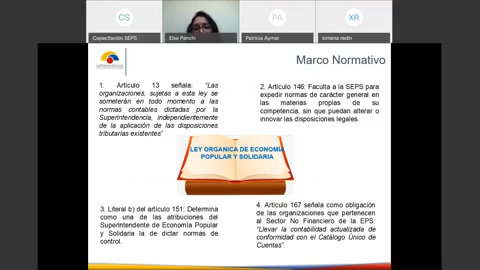 CS
PA
XR
Capacitación SEPS
Elsa Panchi
Patricia Aymar
ximena redin
SUPERINTENDENCIA
Marco Normativo
1. Artículo 13 señala: “Las
organizaciones, sujetas a esta ley se
someterán en todo momento a las
normas contables dictadas por la
Superintendencia, independientemente
de la aplicación de las disposiciones
tributarias existentes”
2. Artículo 146: Faculta a la SEPS para
expedir normas de carácter general en
las materias propias de su
competencia, sin que puedan alterar o
innovar las disposiciones legales.
LEY ORGANICA DE ECONOMÍA
POPULAR Y SOLIDARIA
3. Literal b) del artículo 151: Determina
como una de las atribuciones del
Superintendente de Economía Popular
y Solidaria la de dictar normas de
control.
4. Artículo 167 señala como obligación
de las organizaciones que pertenecen
al Sector No Financiero de la EPS:
“Llevar la contabilidad actualizada de
conformidad con el Catálogo Único de
Cuentas”.